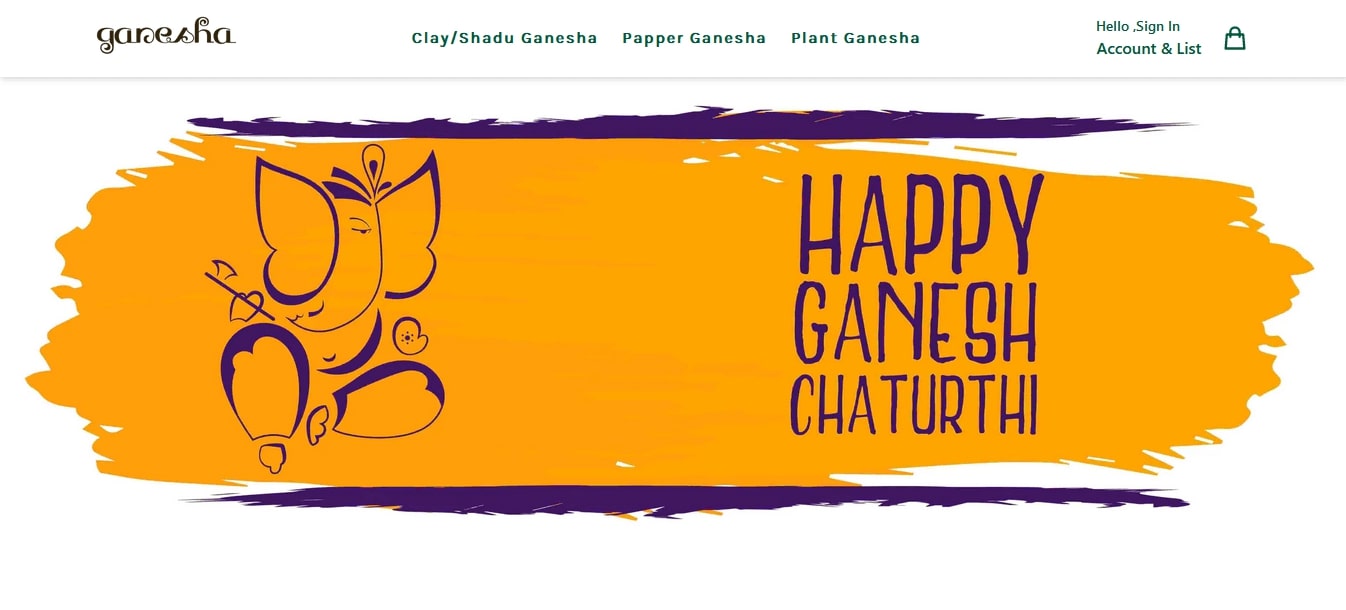 ganesha
Clay/Shadu Ganesha Papper Ganesha Plant Ganesha
Hello ,Sign In
Account & List
HAPPY
GANESH
CHATURTHI